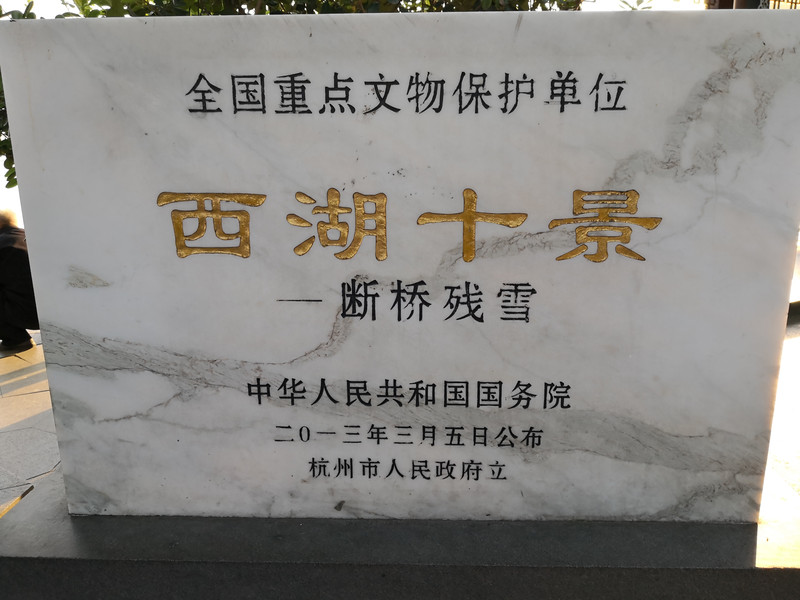 全国重点文物保护单位
西湖十景
—断桥残雪
中华人民共和国国务院
二0一三年三月五日公布
杭州市人民政府立